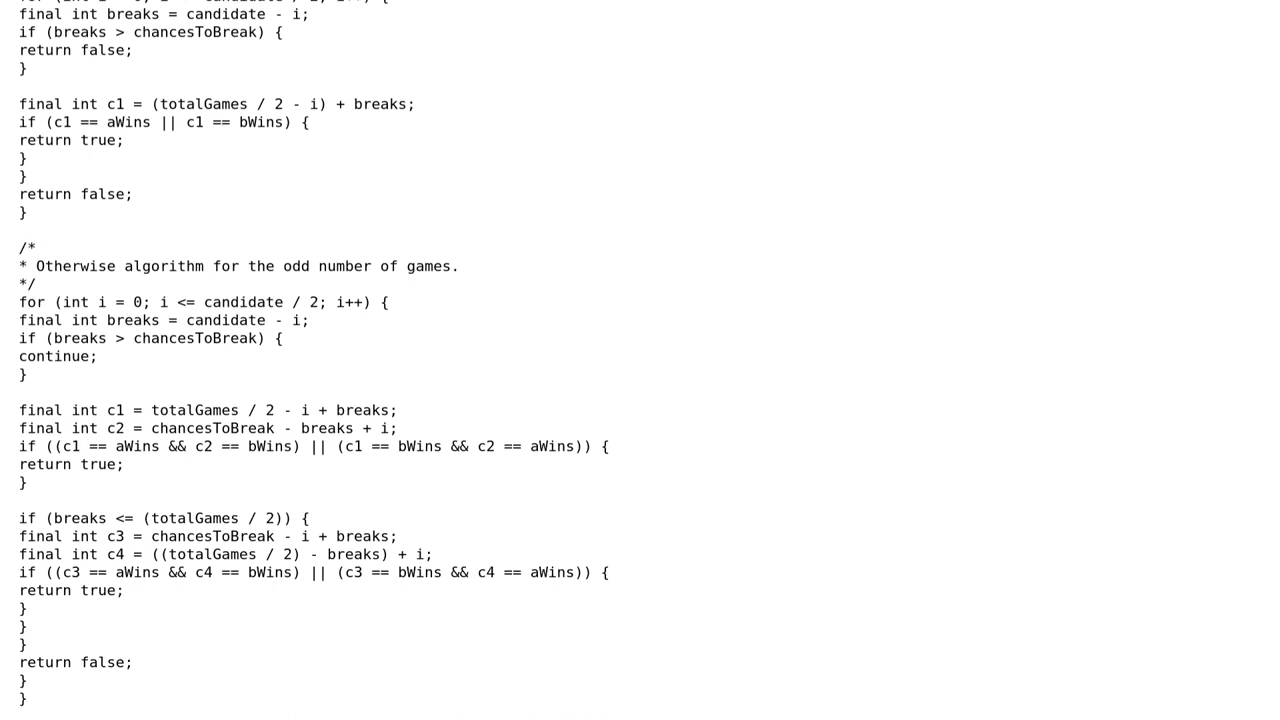 final int breaks = candidate - i;
if (breaks > chancesToBreak) {
return false;
}

final int c1 = (totalGames / 2 - i) + breaks;
if (c1 == aWins || c1 == bWins) {
return true;
}
}
return false;
}

/*
* Otherwise algorithm for the odd number of games.
*/
for (int i = 0; i <= candidate / 2; i++) {
final int breaks = candidate - i;
if (breaks > chancesToBreak) {
continue;
}

final int c1 = totalGames / 2 - i + breaks;
final int c2 = chancesToBreak - breaks + i;
if ((c1 == aWins && c2 == bWins) || (c1 == bWins && c2 == aWins)) {
return true;
}

if (breaks <= (totalGames / 2)) {
final int c3 = chancesToBreak - i + breaks;
final int c4 = ((totalGames / 2) - breaks) + i;
if ((c3 == aWins && c4 == bWins) || (c3 == bWins && c4 == aWins)) {
return true;
}
}
}
return false;
}
}